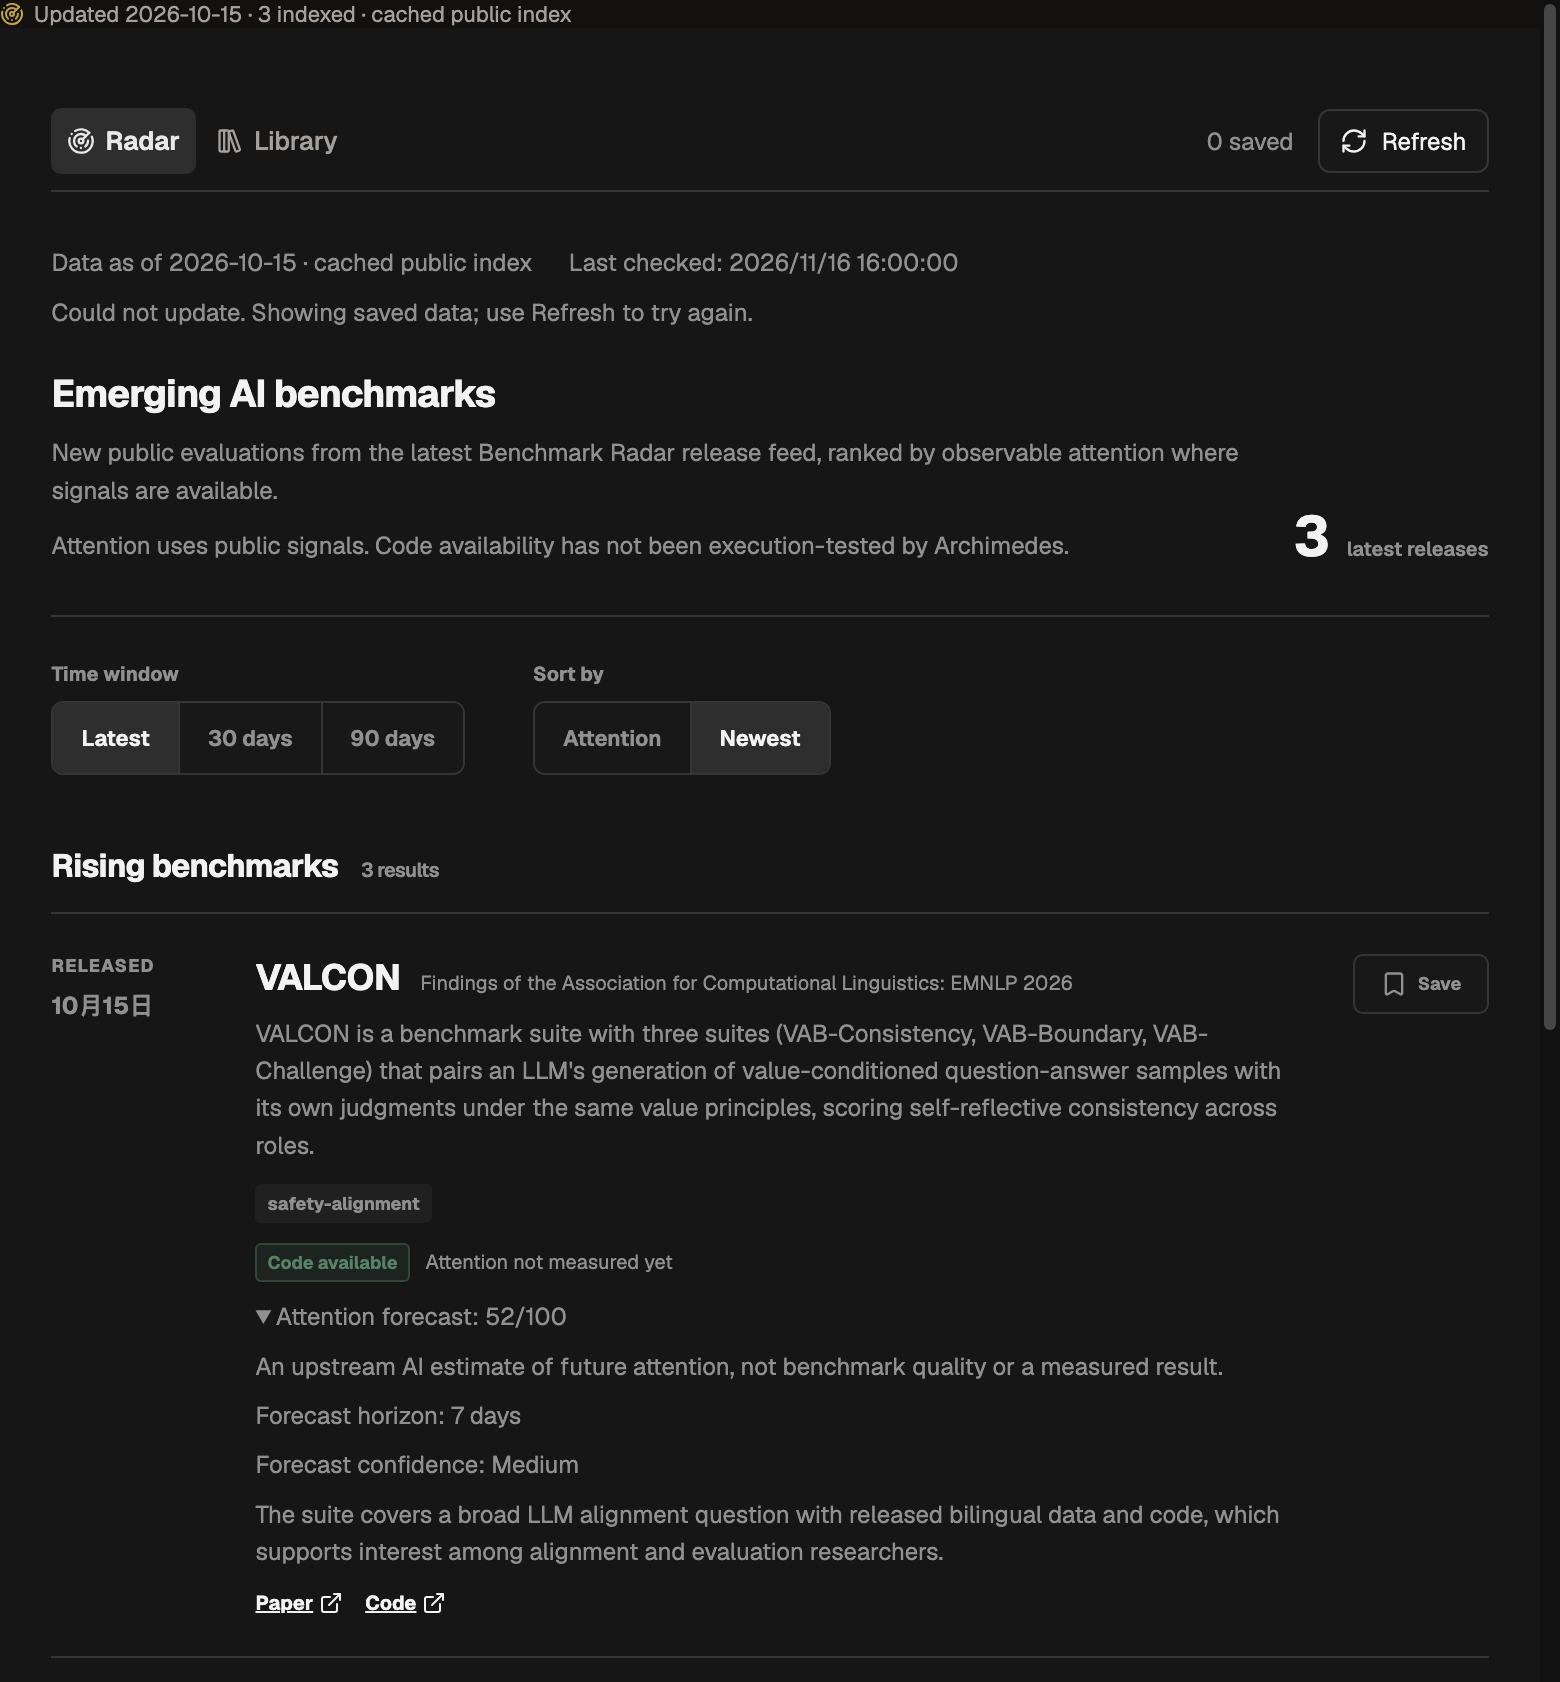 Updated 2026-10-15 · 3 indexed · cached public index
Radar
Library
0 saved
Refresh
Data as of 2026-10-15 · cached public index
Last checked: 2026/11/16 16:00:00
Could not update. Showing saved data; use Refresh to try again.
Emerging AI benchmarks
New public evaluations from the latest Benchmark Radar release feed, ranked by observable attention where
signals are available.
Attention uses public signals. Code availability has not been execution-tested by Archimedes.
3 latest releases
Time window
Latest
30 days
90 days
Sort by
Attention
Newest
Rising benchmarks
3 results
RELEASED
10月15日
VALCON
Findings of the Association for Computational Linguistics: EMNLP 2026
Save
VALCON is a benchmark suite with three suites (VAB-Consistency, VAB-Boundary, VAB-
Challenge) that pairs an LLM's generation of value-conditioned question-answer samples with
its own judgments under the same value principles, scoring self-reflective consistency across
roles.
safety-alignment
Code available
Attention not measured yet
▼ Attention forecast: 52/100
An upstream AI estimate of future attention, not benchmark quality or a measured result.
Forecast horizon: 7 days
Forecast confidence: Medium
The suite covers a broad LLM alignment question with released bilingual data and code, which
supports interest among alignment and evaluation researchers.
Paper
Code